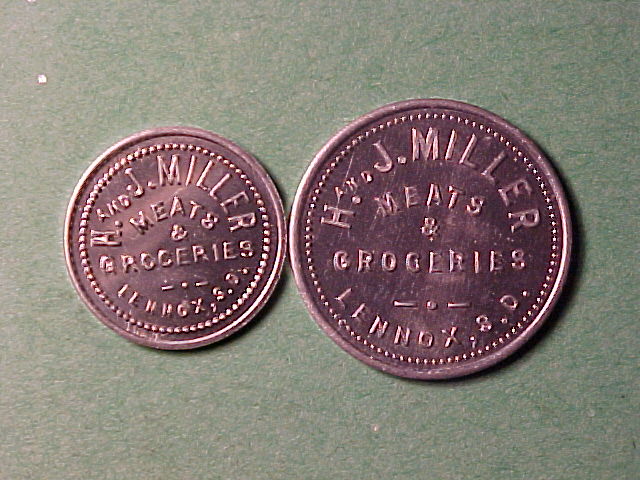 H. AND J. MILLER
MEATS
&
GROCERIES
LENNOX, S.D.
H. AND J. MILLER
MEATS
&
GROCERIES
LENNOX, S.D.